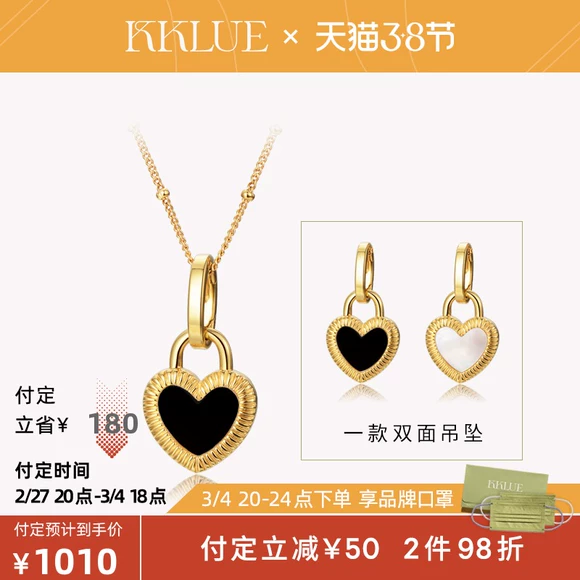 KKLUE × 天猫3.8节
一款双面吊坠
付定
立省¥ 180
付定时间
2/27 20点-3/4 18点
3/4 20-24点下单 享品牌口罩
KKLUE
付定预计到手价
¥1010
付定立减¥50 2件98折